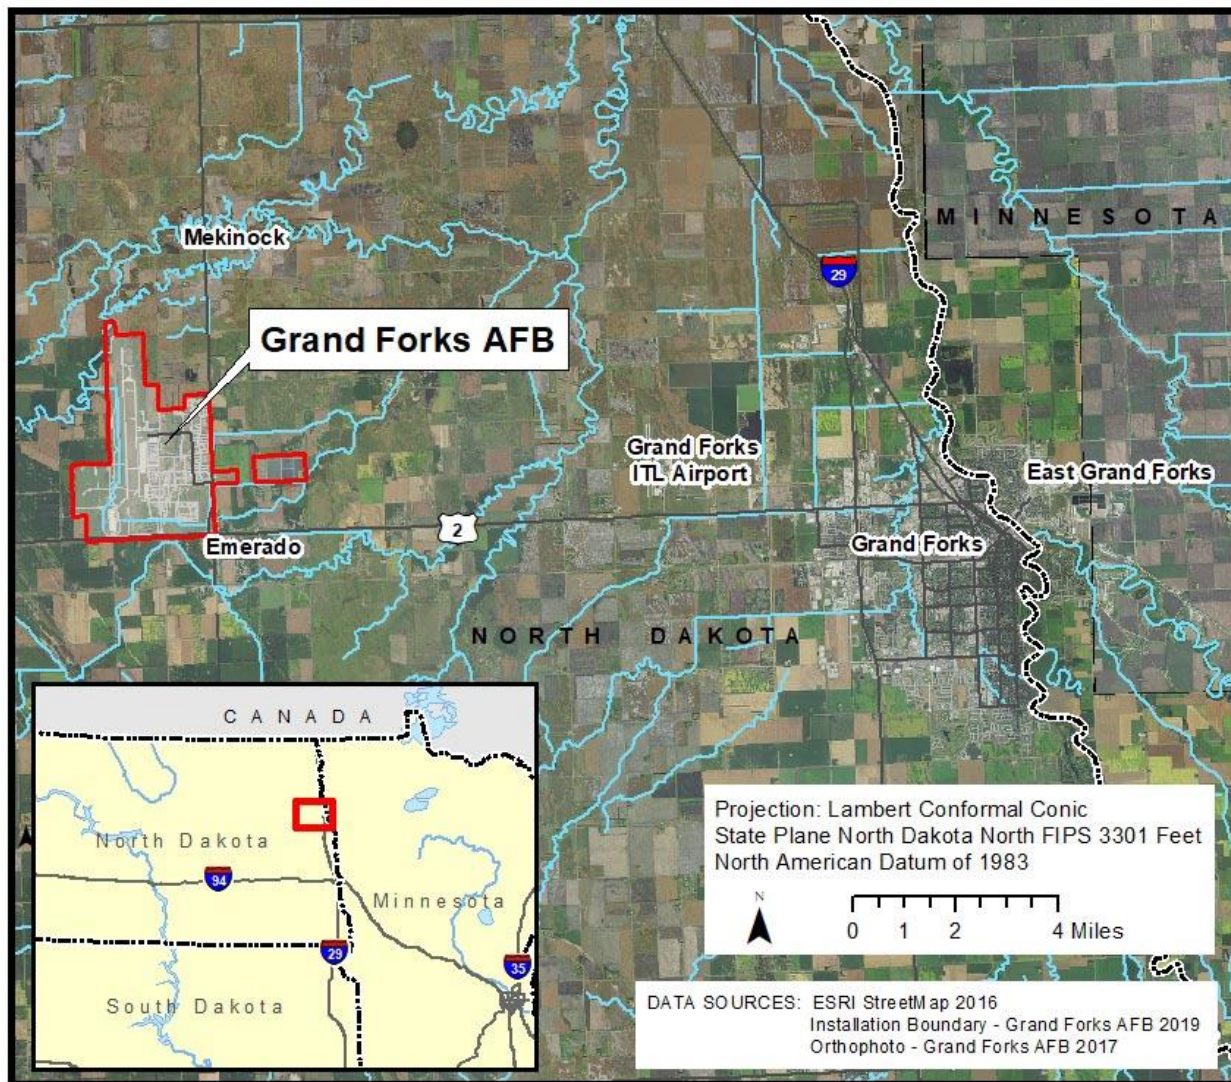 MINNESOTA
Mekinock
29
Grand Forks AFB
Grand Forks
ITL Airport
East Grand Forks
2
Emerado
Grand Forks
NORTH DAKOTA
CANADA
North Dakota
94
Minnesota
29
35
South Dakota
Projection: Lambert Conformal Conic
State Plane North Dakota North FIPS 3301 Feet
North American Datum of 1983
N
0 1 2 4 Miles
DATA SOURCES: ESRI StreetMap 2016
Installation Boundary - Grand Forks AFB 2019
Orthophoto - Grand Forks AFB 2017